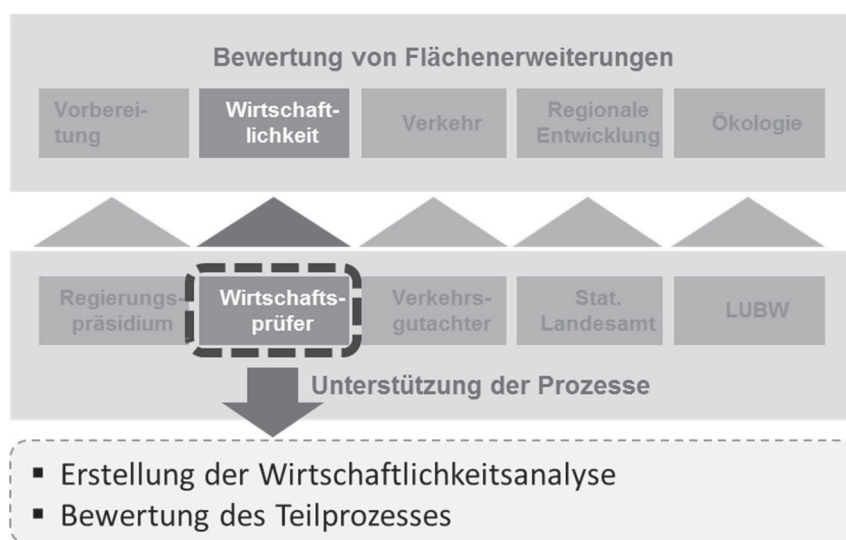 Bewertung von Flächenerweiterungen
Vorberei-
tung
Wirtschaft-
lichkeit
Verkehr
Regionale
Entwicklung
Ökologie
Regierungs-
präsidium
Wirtschafts-
prüfer
Verkehrs-
gutachter
Stat.
Landesamt
LUBW
Unterstützung der Prozesse
▪ Erstellung der Wirtschaftlichkeitsanalyse
▪ Bewertung des Teilprozesses